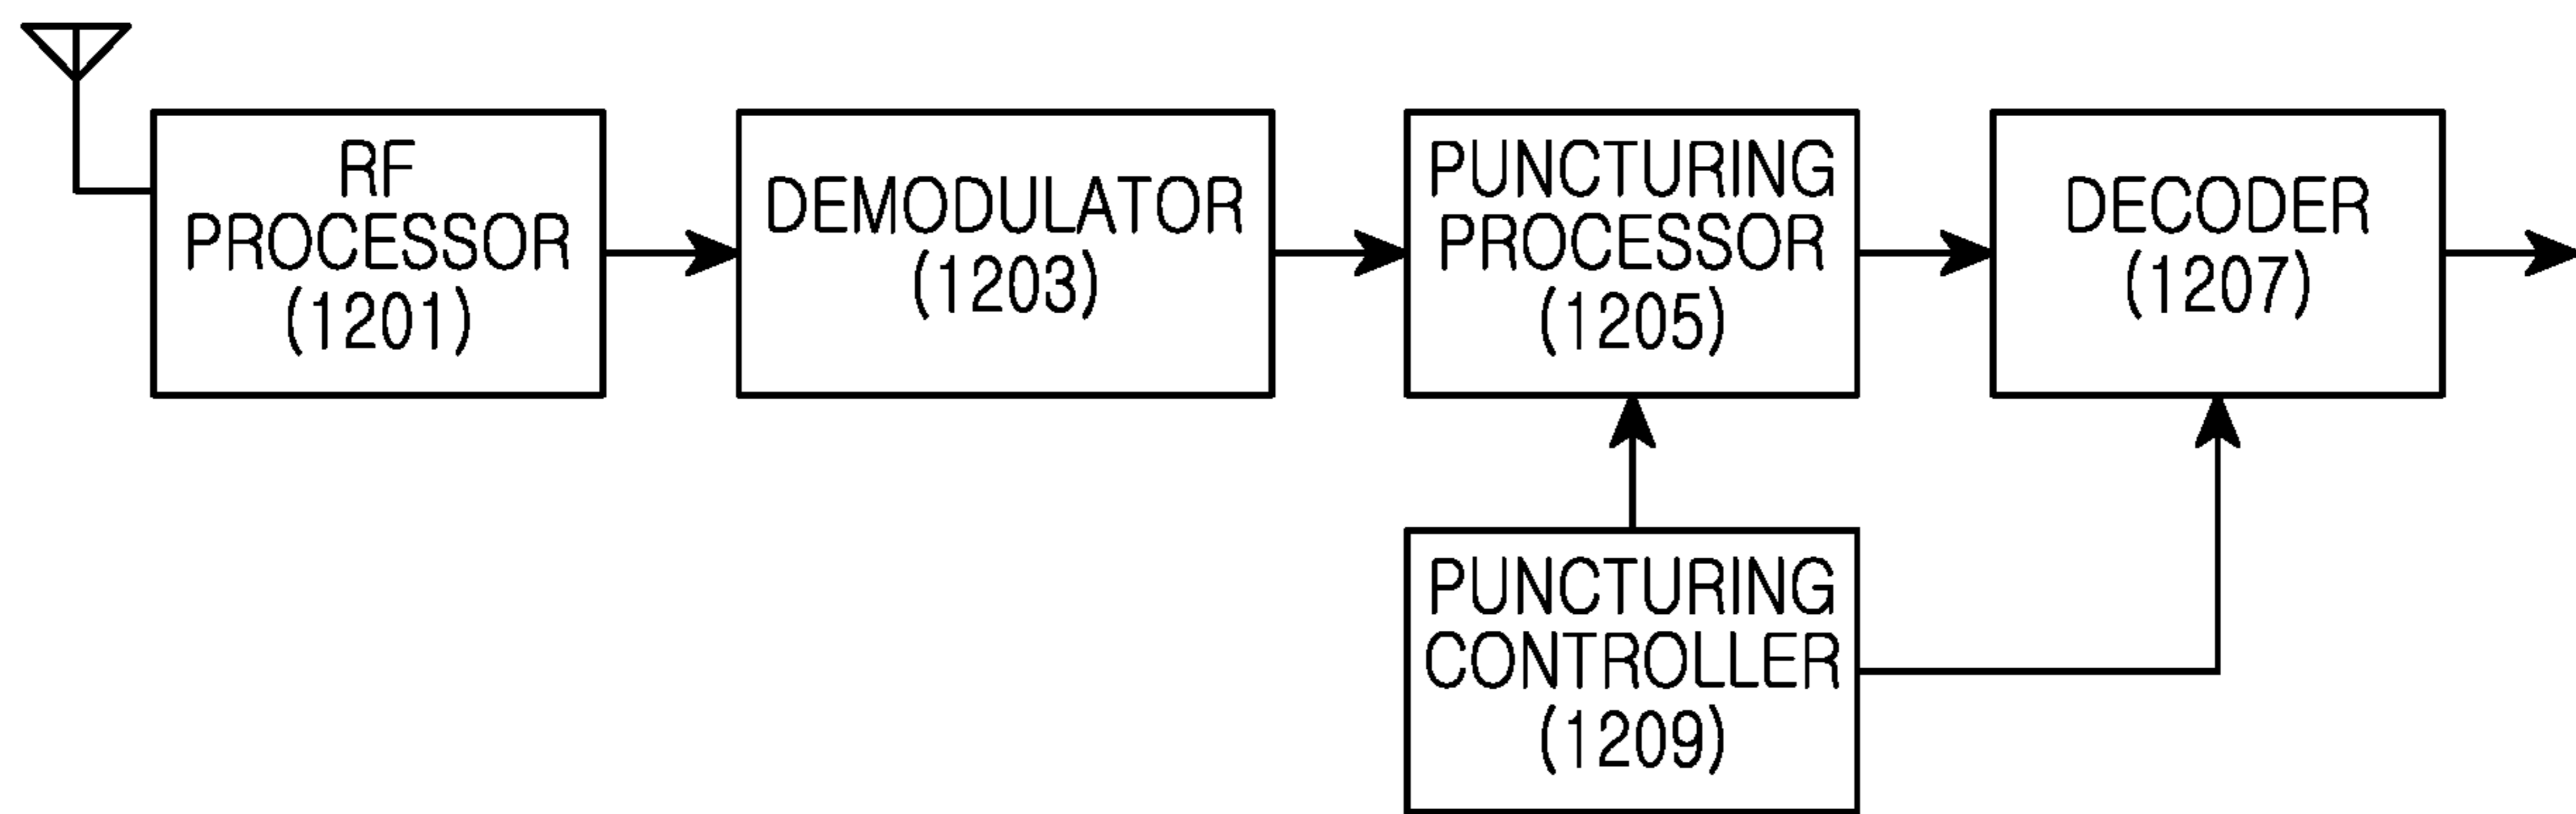 RF
PROCESSOR
(1201)
DEMODULATOR
(1203)
PUNCTURING
PROCESSOR
(1205)
DECODER
(1207)
PUNCTURING
CONTROLLER
(1209)